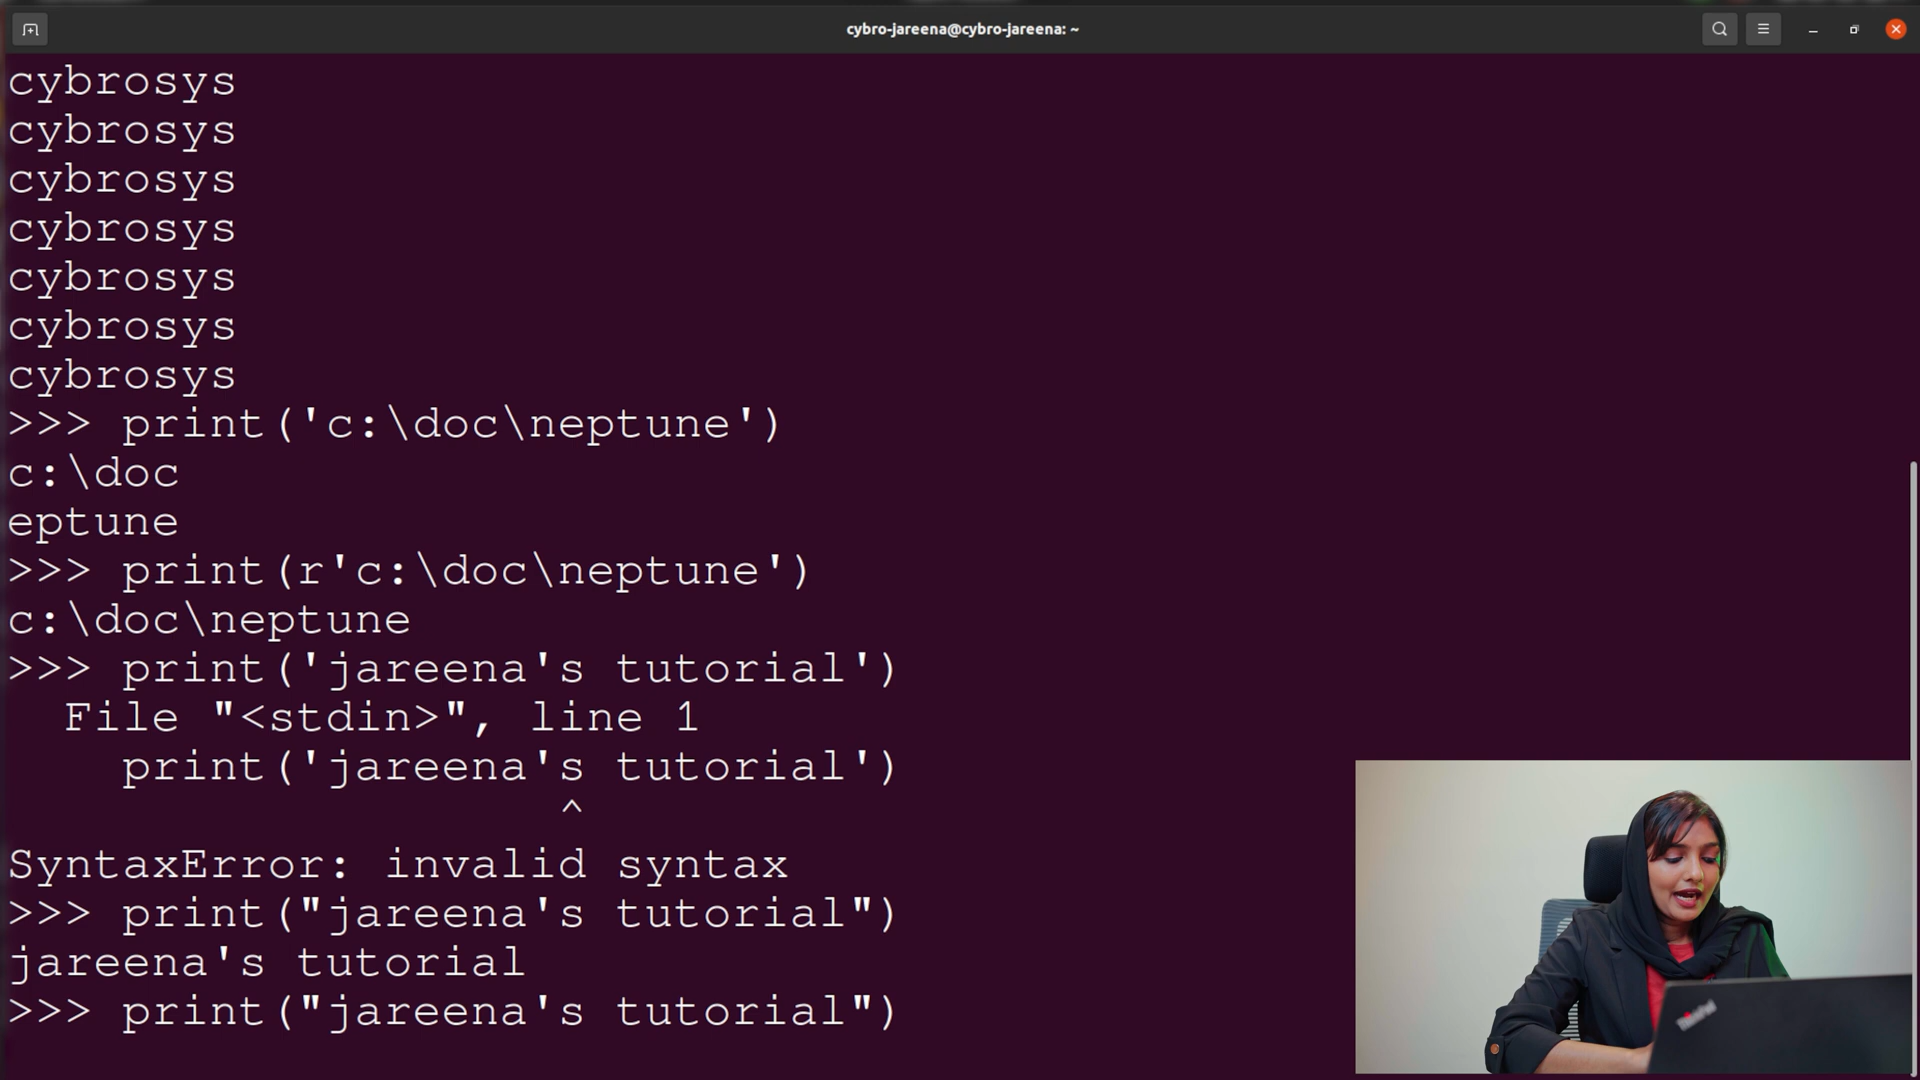 cybro-jareena@cybro-jareena: ~
cybrosys
cybrosys
cybrosys
cybrosys
cybrosys
cybrosys
cybrosys
>>> print('c:\doc\neptune')
c:\doc
eptune
>>> print(r'c:\doc\neptune')
c:\doc\neptune
>>> print('jareena's tutorial')
  File "<stdin>", line 1
    print('jareena's tutorial')
                   ^
SyntaxError: invalid syntax
>>> print("jareena's tutorial")
jareena's tutorial
>>> print("jareena's tutorial")
ThinkPad